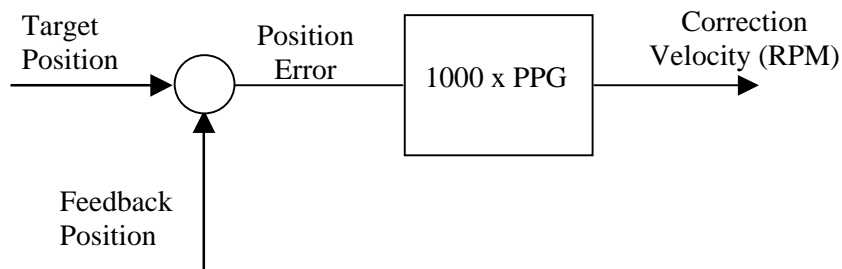 Target
Position
Position
Error
1000 x PPG
Correction
Velocity (RPM)
Feedback
Position